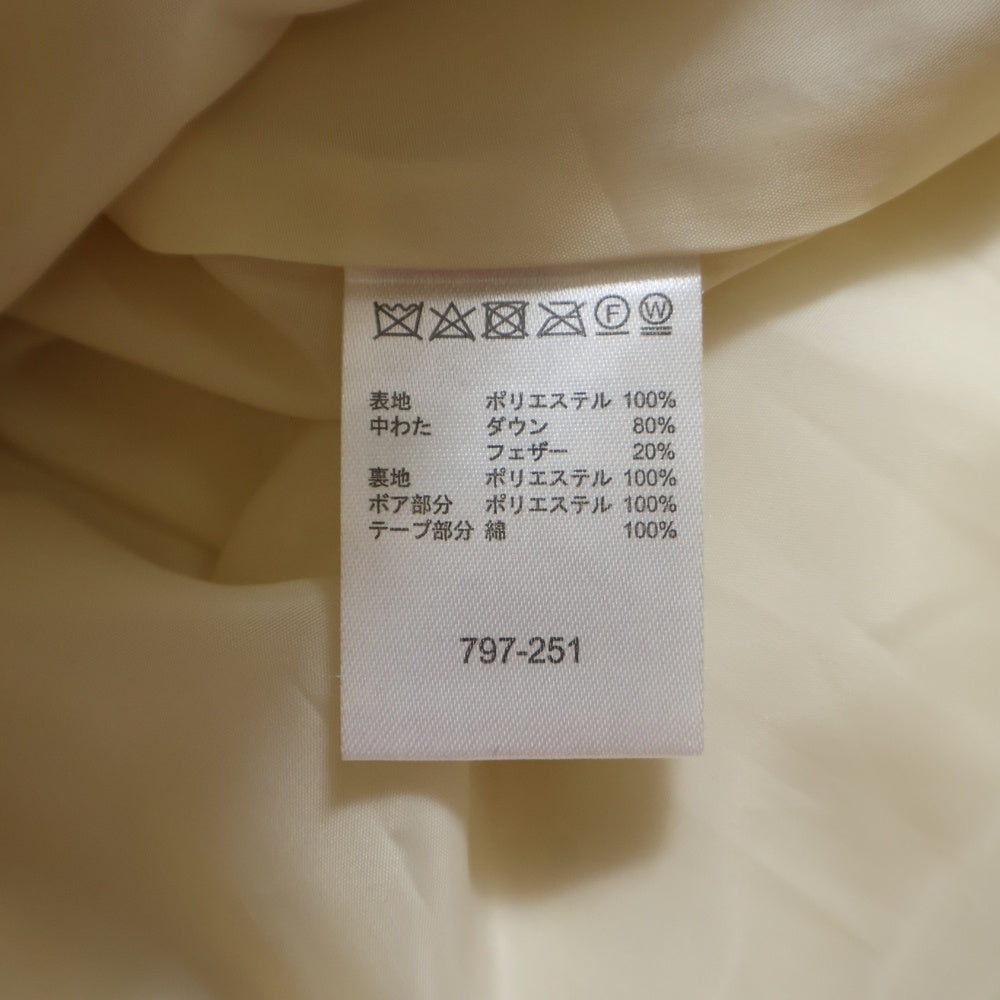 F W
表地 ポリエステル 100%
中わた ダウン 80%
フェザー 20%
裏地 ポリエステル 100%
ボア部分 ポリエステル 100%
テープ部分 綿 100%
797-251